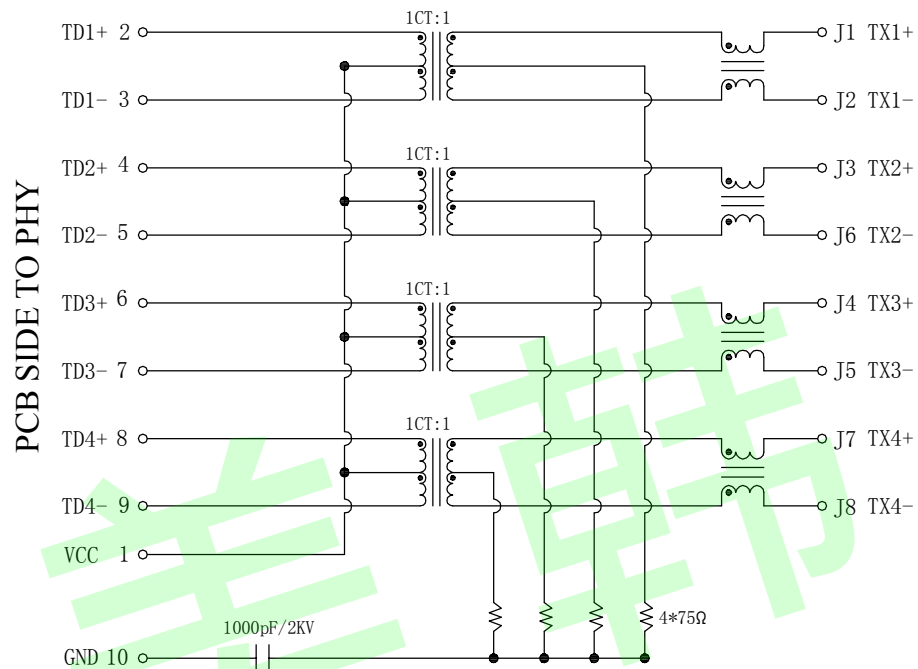 1CT:1
TD1+ 2
J1 TX1+
TD1- 3
J2 TX1-
1CT:1
TD2+ 4
J3 TX2+
TD2- 5
J6 TX2-
PCB SIDE TO PHY
1CT:1
TD3+ 6
J4 TX3+
TD3- 7
J5 TX3-
1CT:1
TD4+ 8
J7 TX4+
TD4- 9
J8 TX4-
VCC 1
1000pF/2KV
4*75Ω
GND 10
美韩